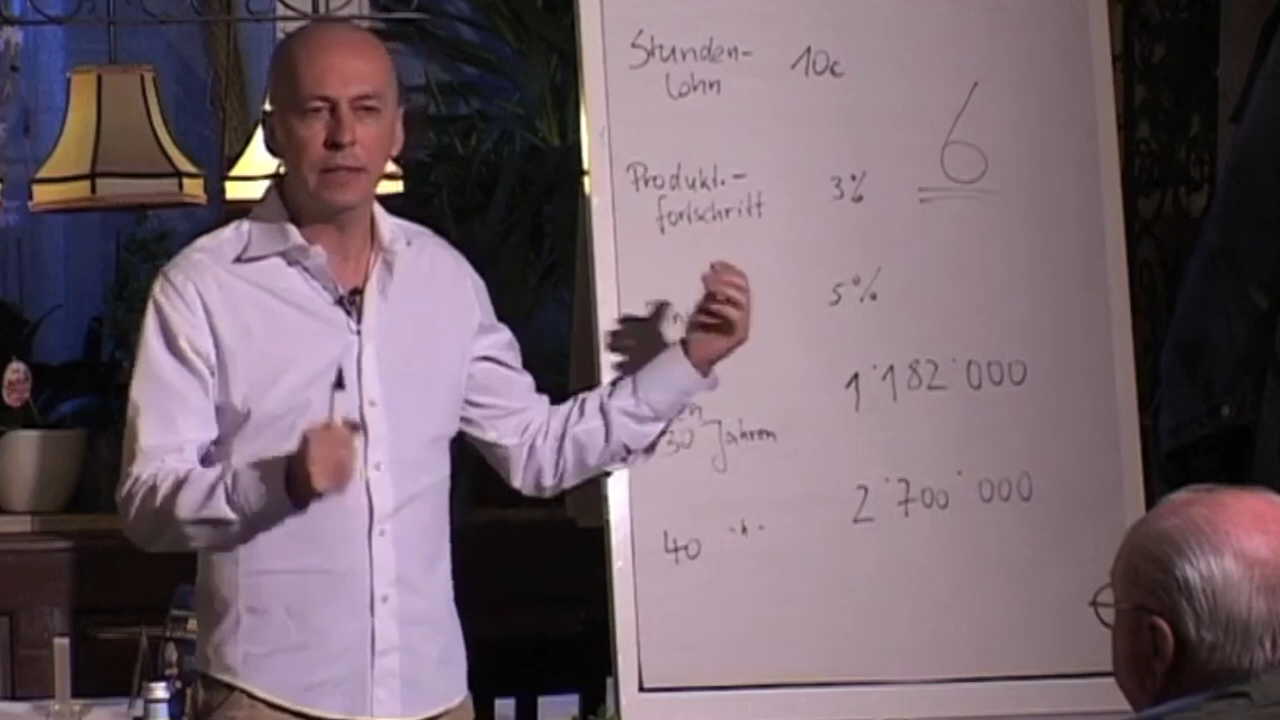 Stunden-
lohn 10c
6
Produkt.-
fortschritt 3%
5%
1'182'000
30 Jahren
2'700'000
40 -"-